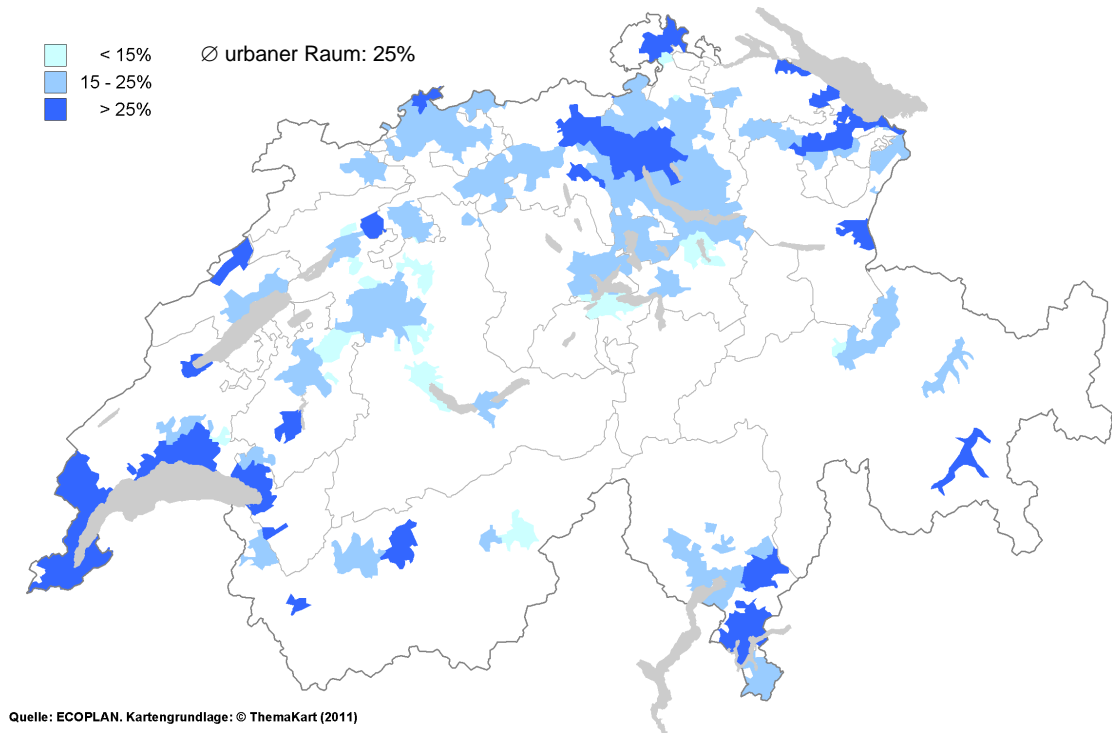 < 15%
∅ urbaner Raum: 25%
15 - 25%
> 25%
Quelle: ECOPLAN. Kartengrundlage: © ThemaKart (2011)